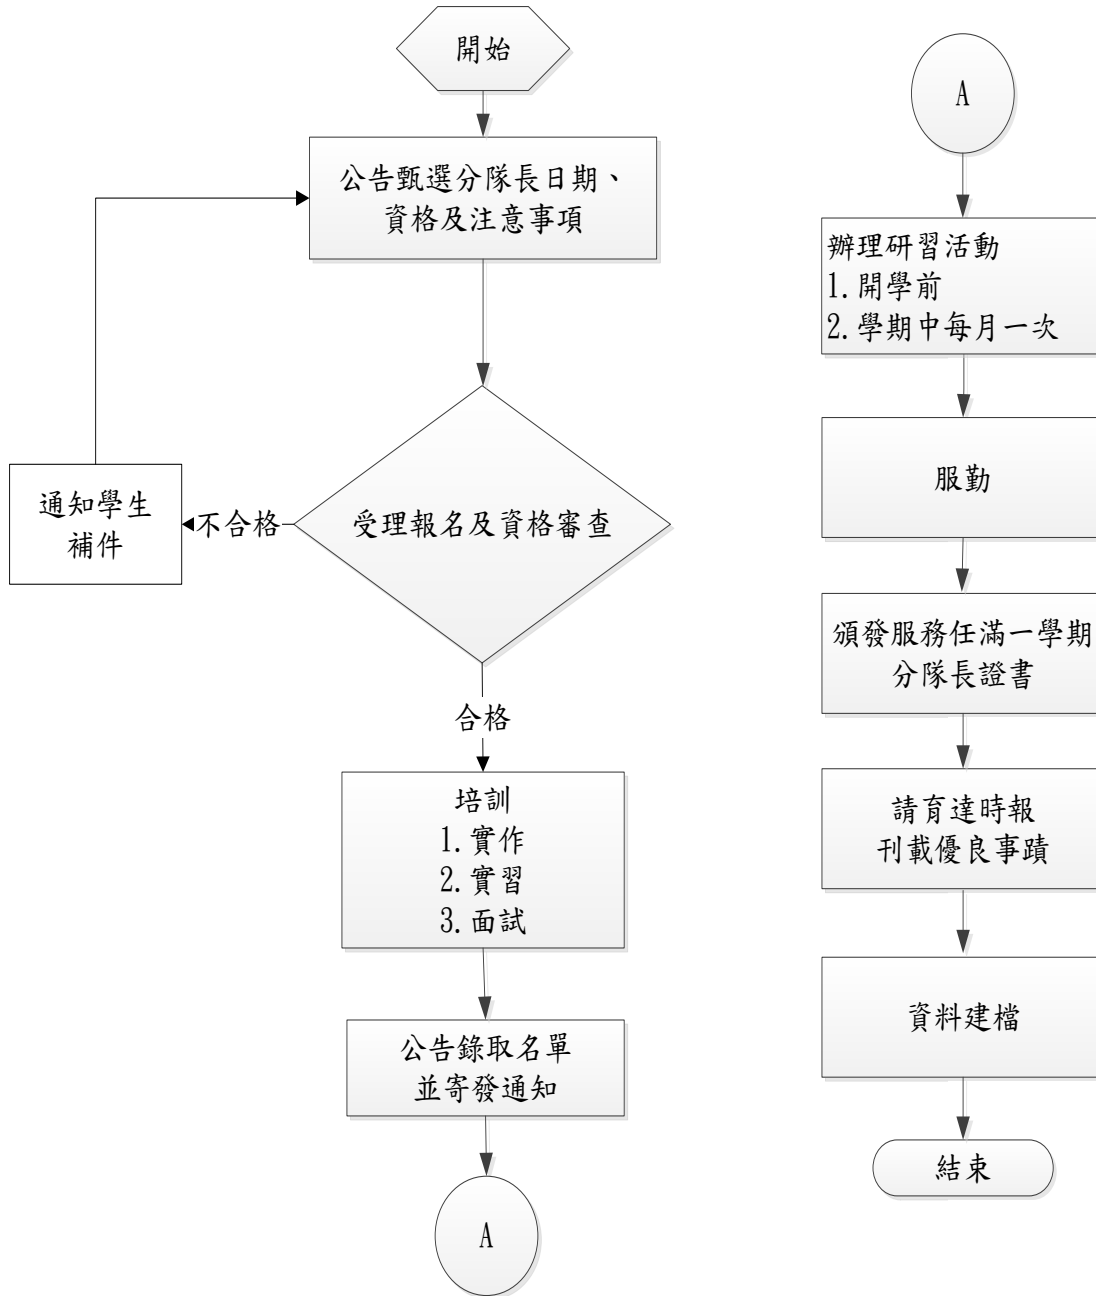 開始
公告甄選分隊長日期、
資格及注意事項
通知學生
補件
不合格
受理報名及資格審查
合格
培訓
1.實作
2.實習
3.面試
公告錄取名單
並寄發通知
A
A
辦理研習活動
1.開學前
2.學期中每月一次
服勤
頒發服務任滿一學期
分隊長證書
請育達時報
刊載優良事蹟
資料建檔
結束